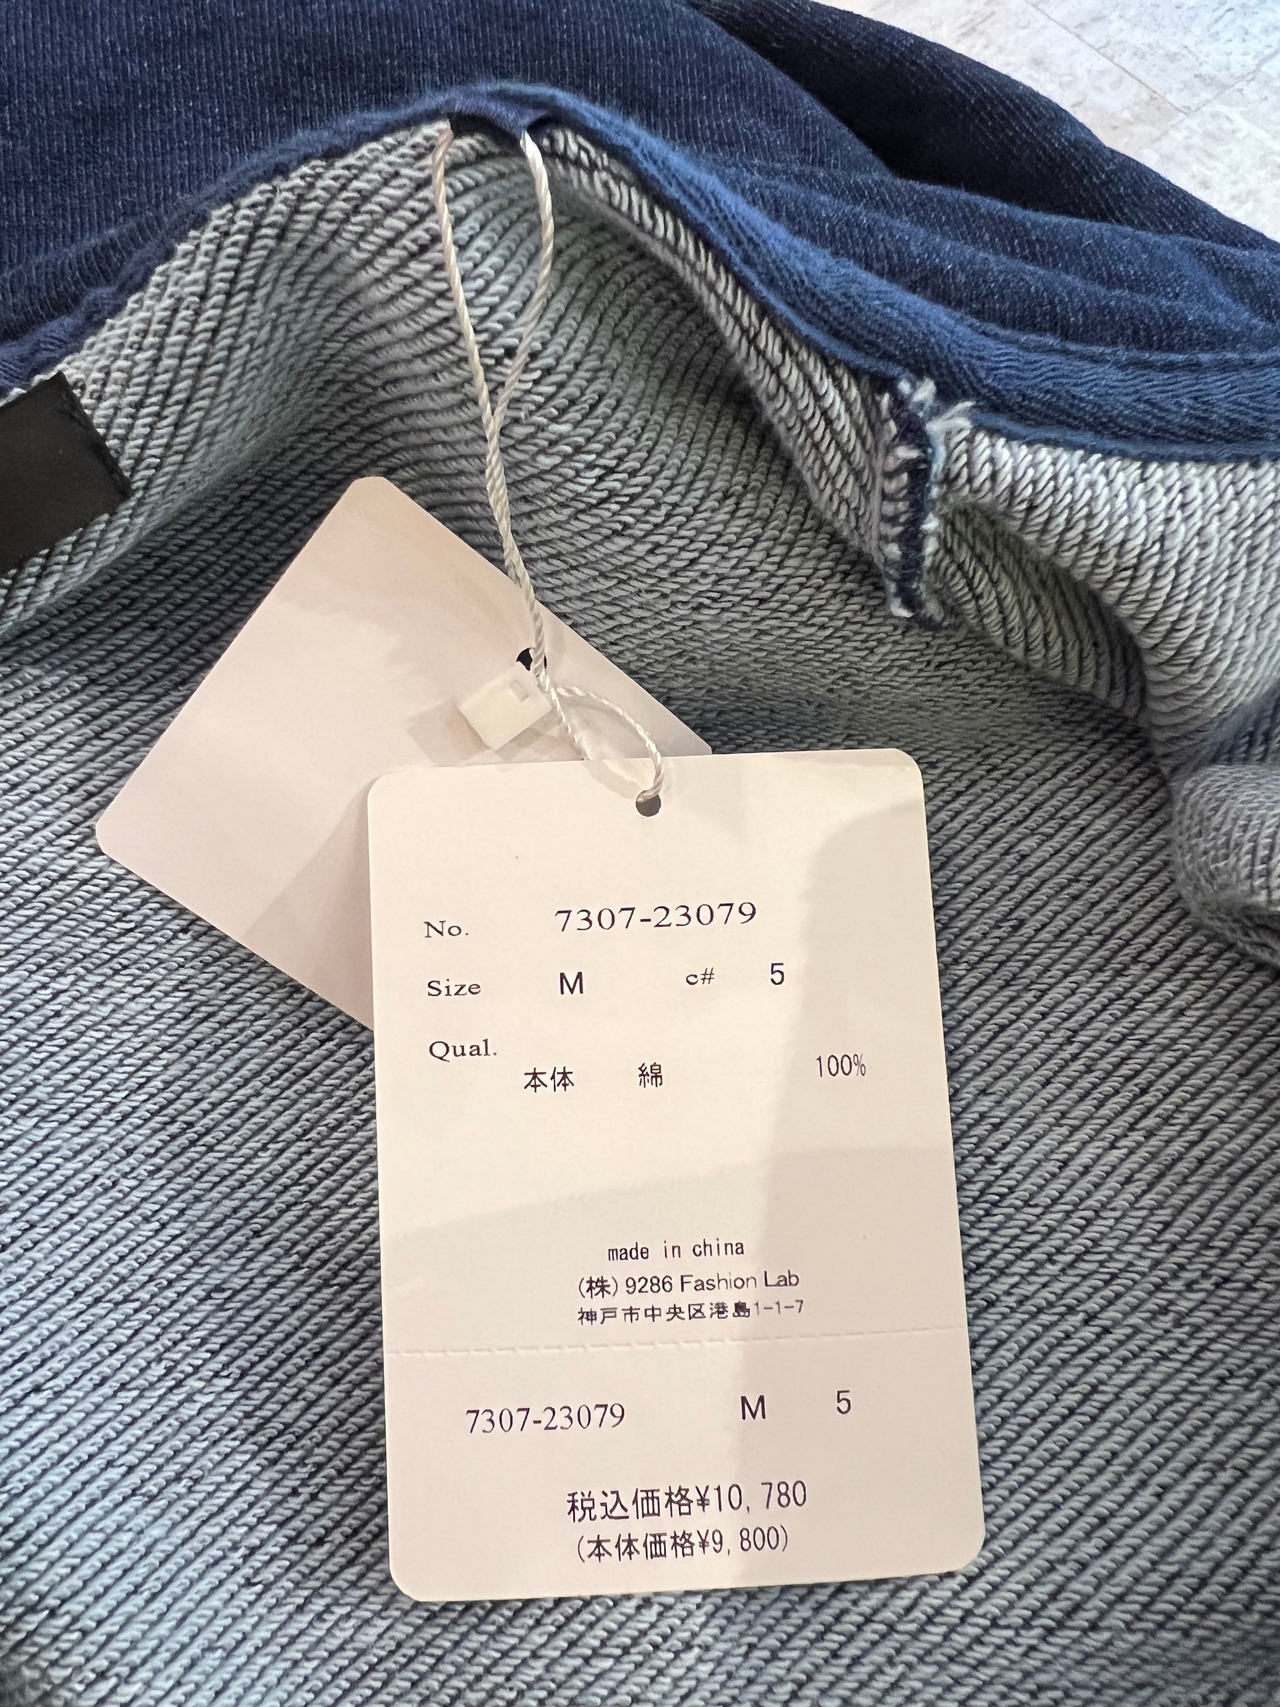 No. 7307-23079
Size M c# 5
Qual.
本体 綿 100%
made in china
(株) 9286 Fashion Lab
神戸市中央区港島1-1-7
7307-23079 M 5
税込価格¥10,780
(本体価格¥9,800)